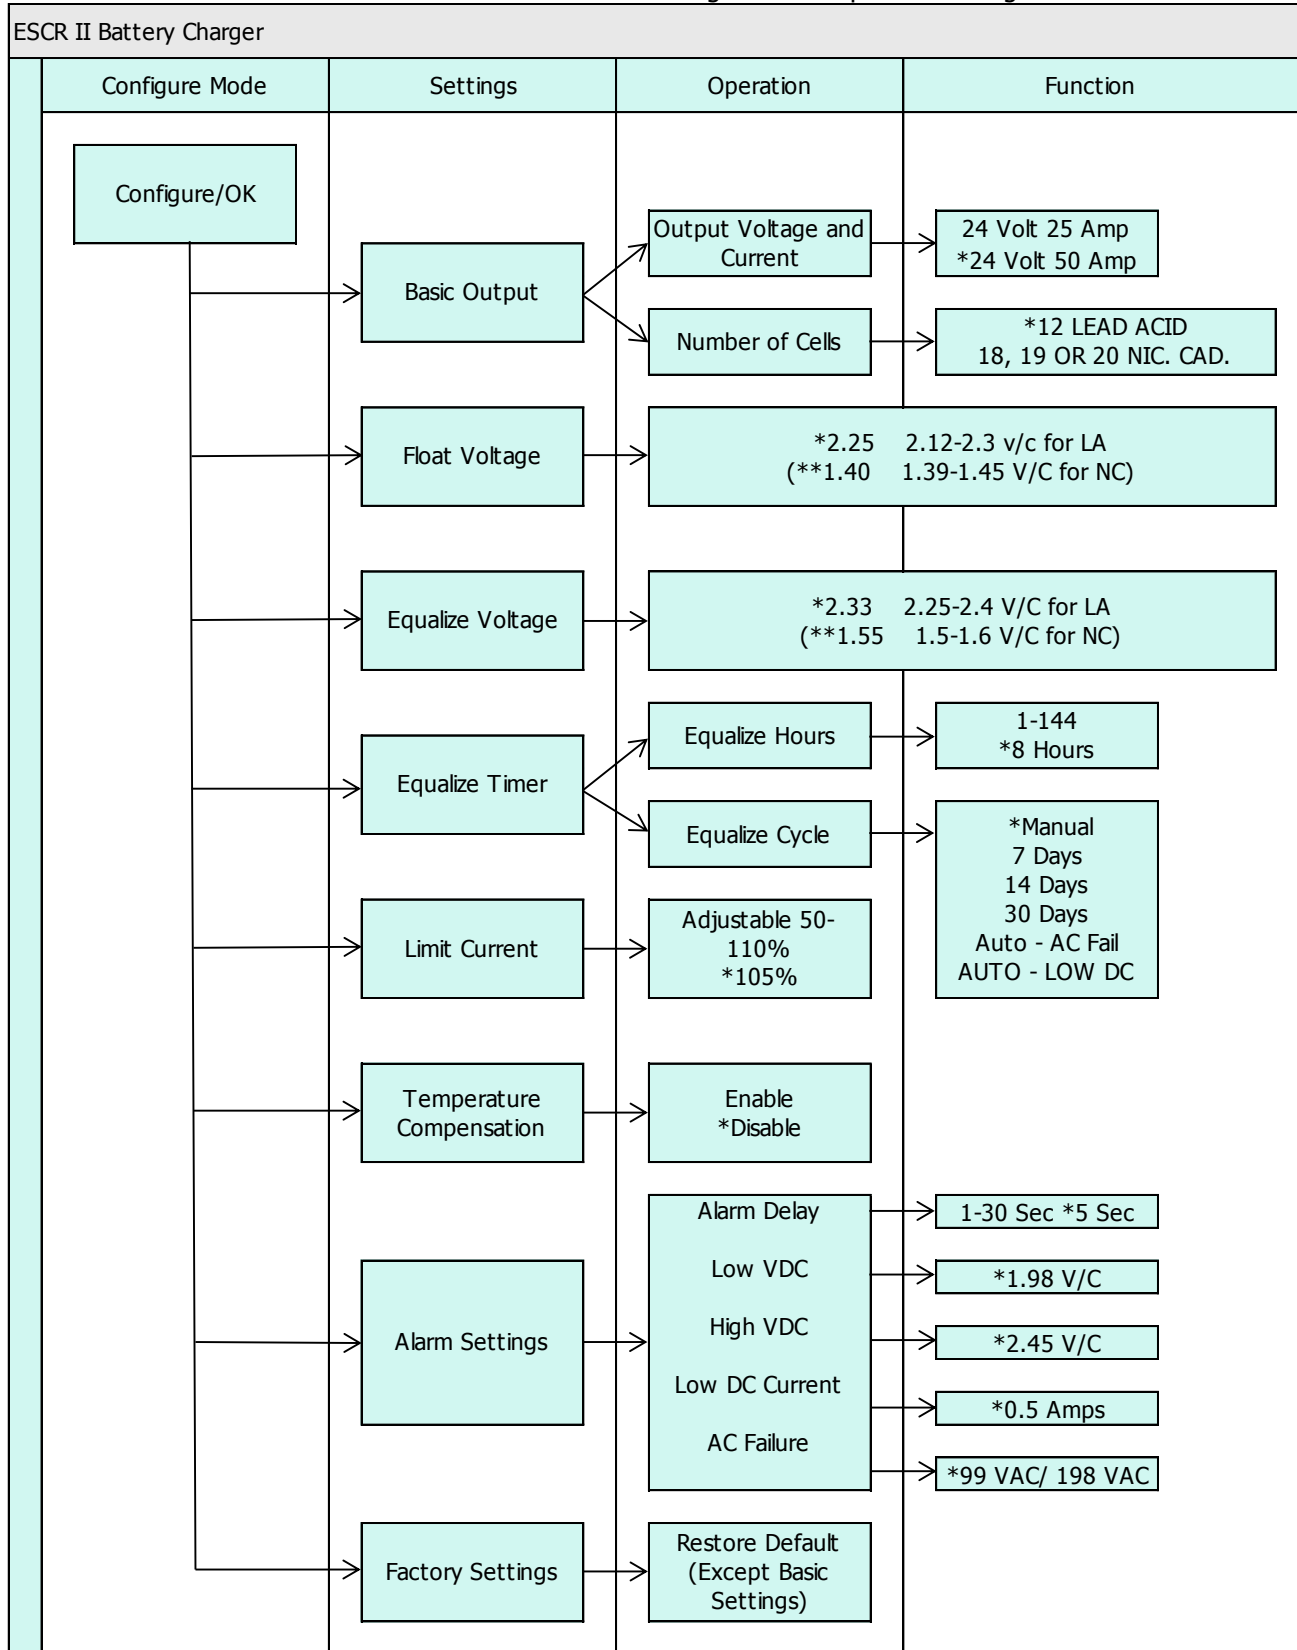 ESCR II Battery Charger
Configure Mode
Settings
Operation
Function
Configure/OK
Basic Output
Output Voltage and
Current
24 Volt 25 Amp
*24 Volt 50 Amp
Number of Cells
*12 LEAD ACID
18, 19 OR 20 NIC. CAD.
Float Voltage
*2.25 2.12-2.3 v/c for LA
(**1.40 1.39-1.45 V/C for NC)
Equalize Voltage
*2.33 2.25-2.4 V/C for LA
(**1.55 1.5-1.6 V/C for NC)
Equalize Timer
Equalize Hours
1-144
*8 Hours
Equalize Cycle
*Manual
7 Days
14 Days
30 Days
Auto - AC Fail
AUTO - LOW DC
Limit Current
Adjustable 50-
110%
*105%
Temperature
Compensation
Enable
*Disable
Alarm Settings
Alarm Delay
Low VDC
High VDC
Low DC Current
AC Failure
1-30 Sec *5 Sec
*1.98 V/C
*2.45 V/C
*0.5 Amps
*99 VAC/ 198 VAC
Factory Settings
Restore Default
(Except Basic
Settings)